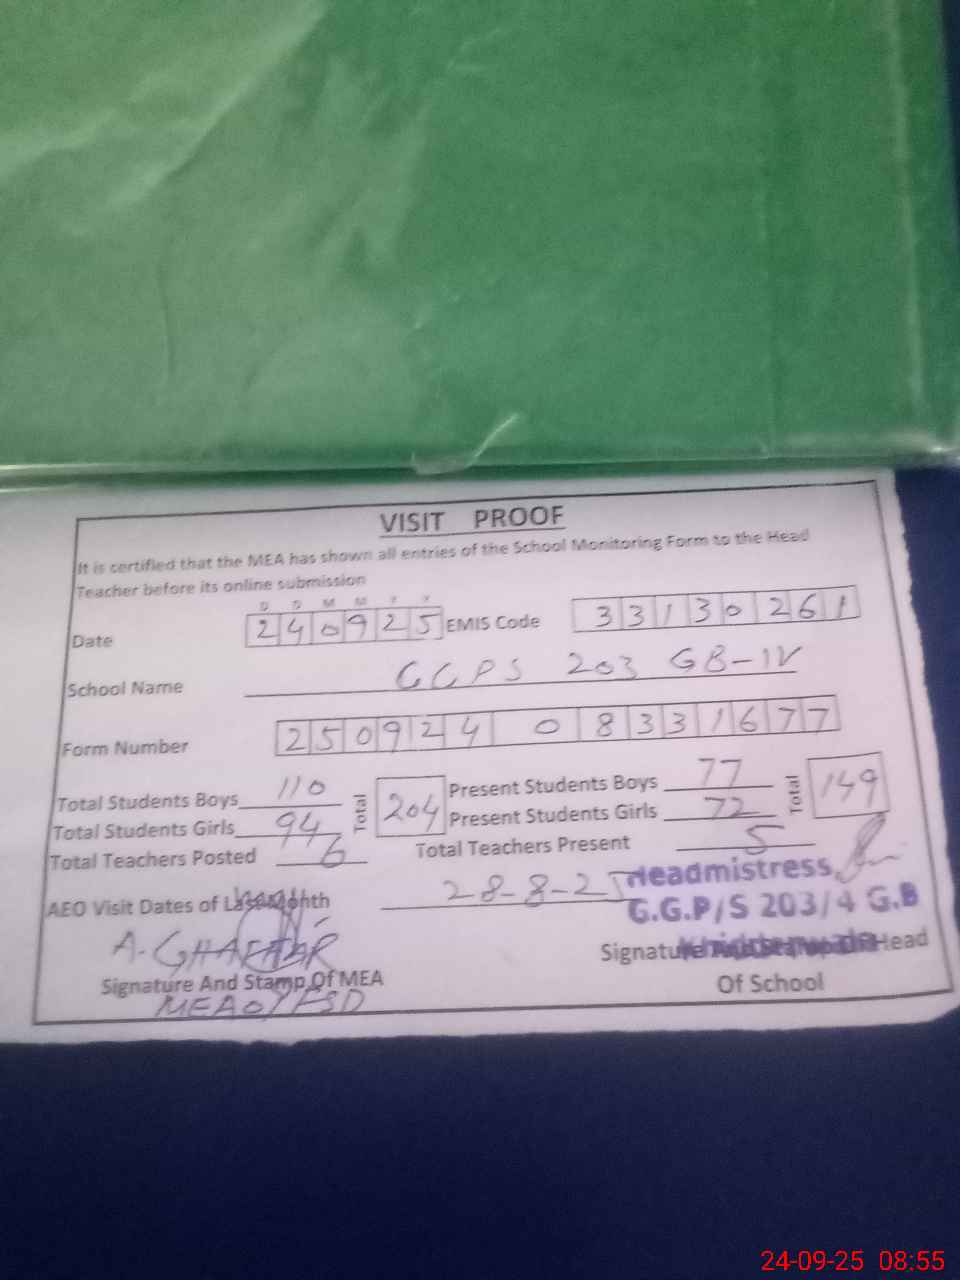 VISIT PROOF
It is certified that the MEA has shown all entries of the School Monitoring Form to the Head
Teacher before its online submission
D D M M Y Y
Date 2 4 0 9 2 5 EMIS Code 3 3 1 3 0 2 6 1
School Name GGPS 203 GB-IV
Form Number 2 5 0 9 2 4 0 8 3 3 1 6 7 7
Total Students Boys 110 Total 204 Present Students Boys 77 Total 149
Total Students Girls 94 Present Students Girls 72
Total Teachers Posted 6 Total Teachers Present 5
AEO Visit Dates of Last Month 28-8-25
Headmistress
G.G.P/S 203/4 G.B
A. GHAFFAR
Signature And Stamp Of Head
Signature And Stamp Of MEA
Of School
24-09-25 08:55